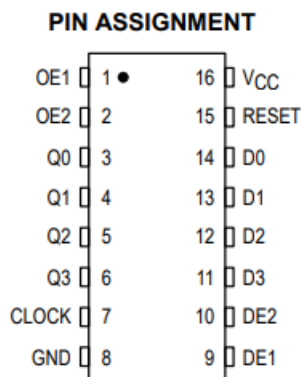 PIN ASSIGNMENT
OE1 1 16 VCC
OE2 2 15 RESET
Q0 3 14 D0
Q1 4 13 D1
Q2 5 12 D2
Q3 6 11 D3
CLOCK 7 10 DE2
GND 8 9 DE1